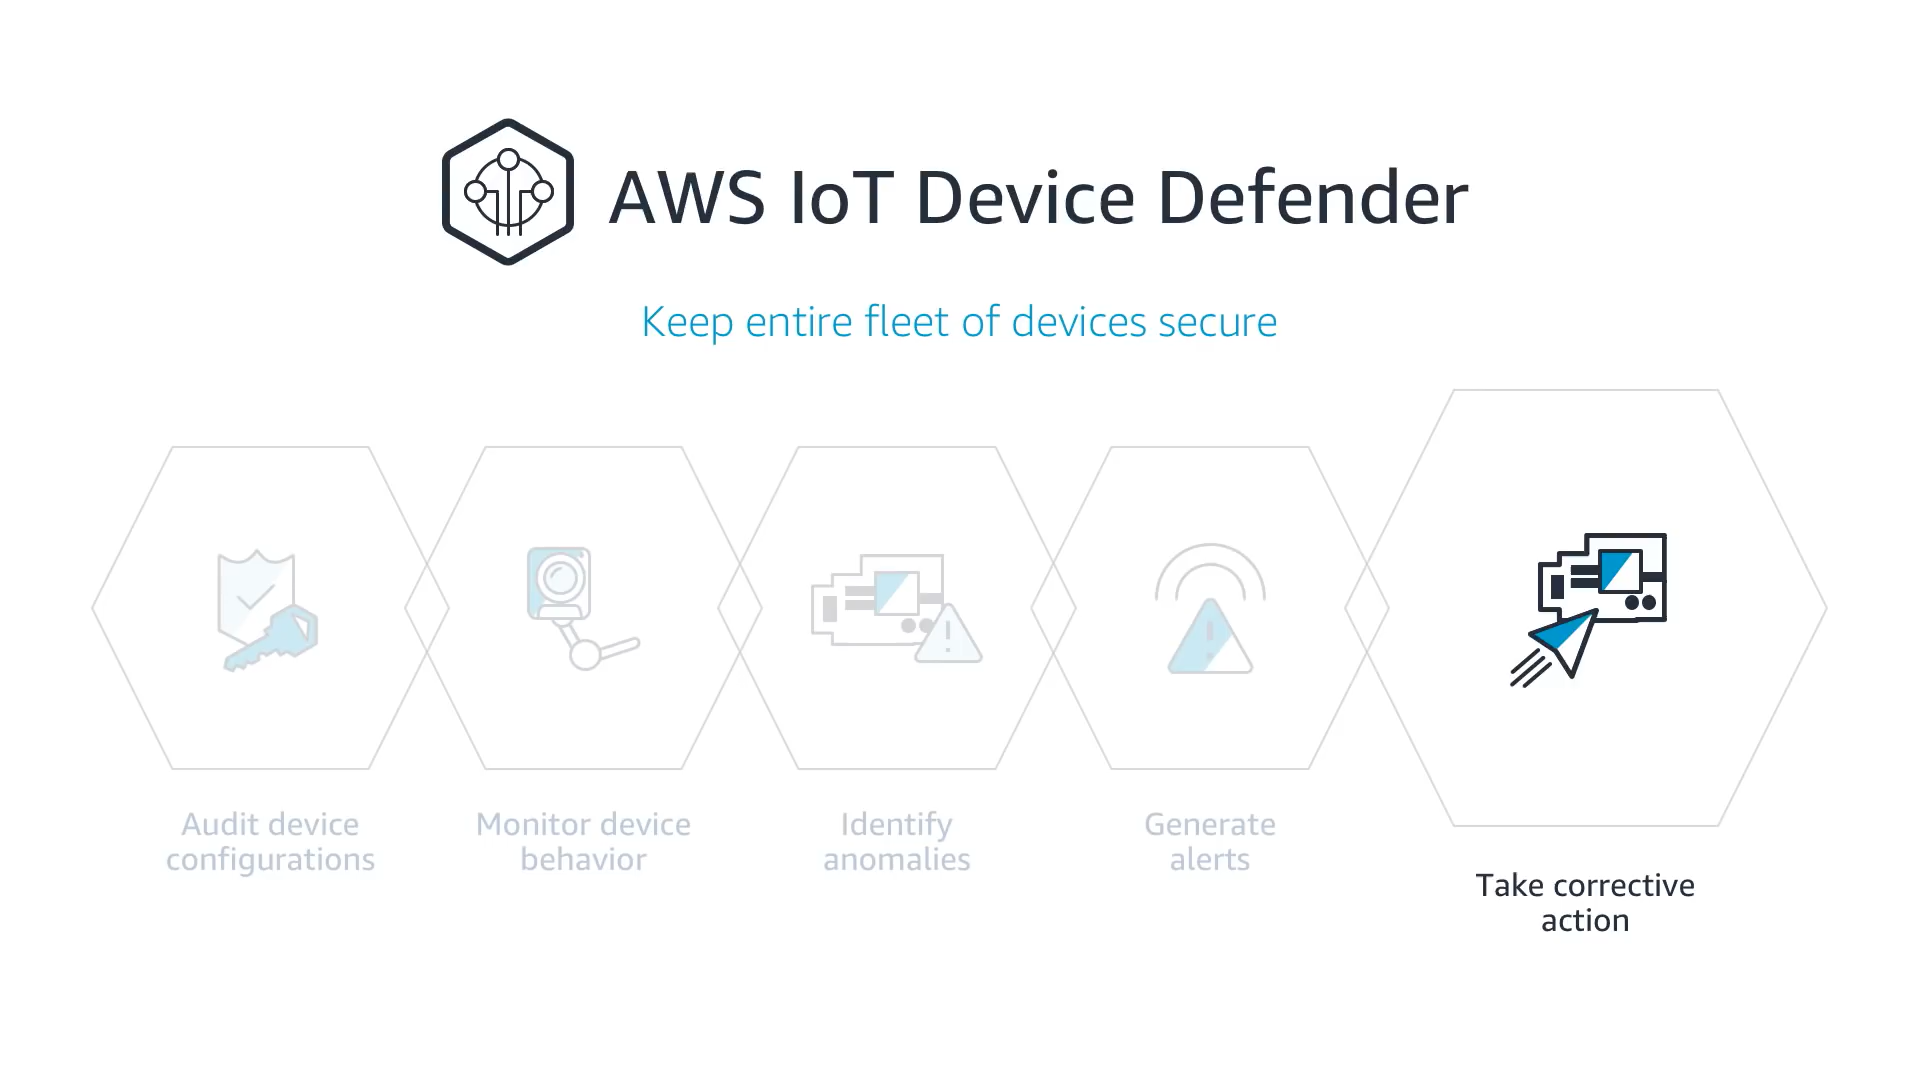 AWS IoT Device Defender
Keep entire fleet of devices secure
Audit device
configurations
Monitor device
behavior
Identify
anomalies
Generate
alerts
Take corrective
action